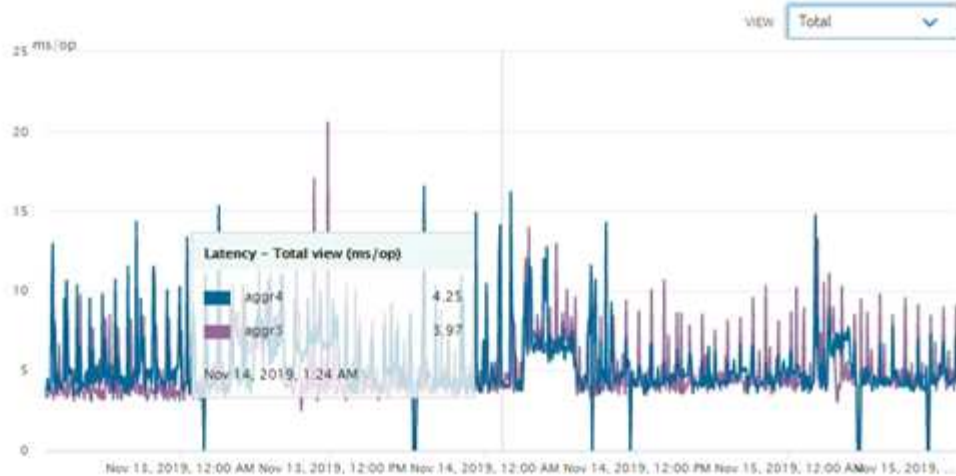 VIEW Total
ms/op
25
20
15
10
5
0
Latency - Total view (ms/op)
aggr4 4.25
Nov 14, 2019, 1:24 AM
Nov 13, 2019, 12:00 AM Nov 13, 2019, 12:00 PM Nov 14, 2019, 12:00 AM Nov 14, 2019, 12:00 PM Nov 15, 2019, 12:00 AM Nov 15, 2019, ...